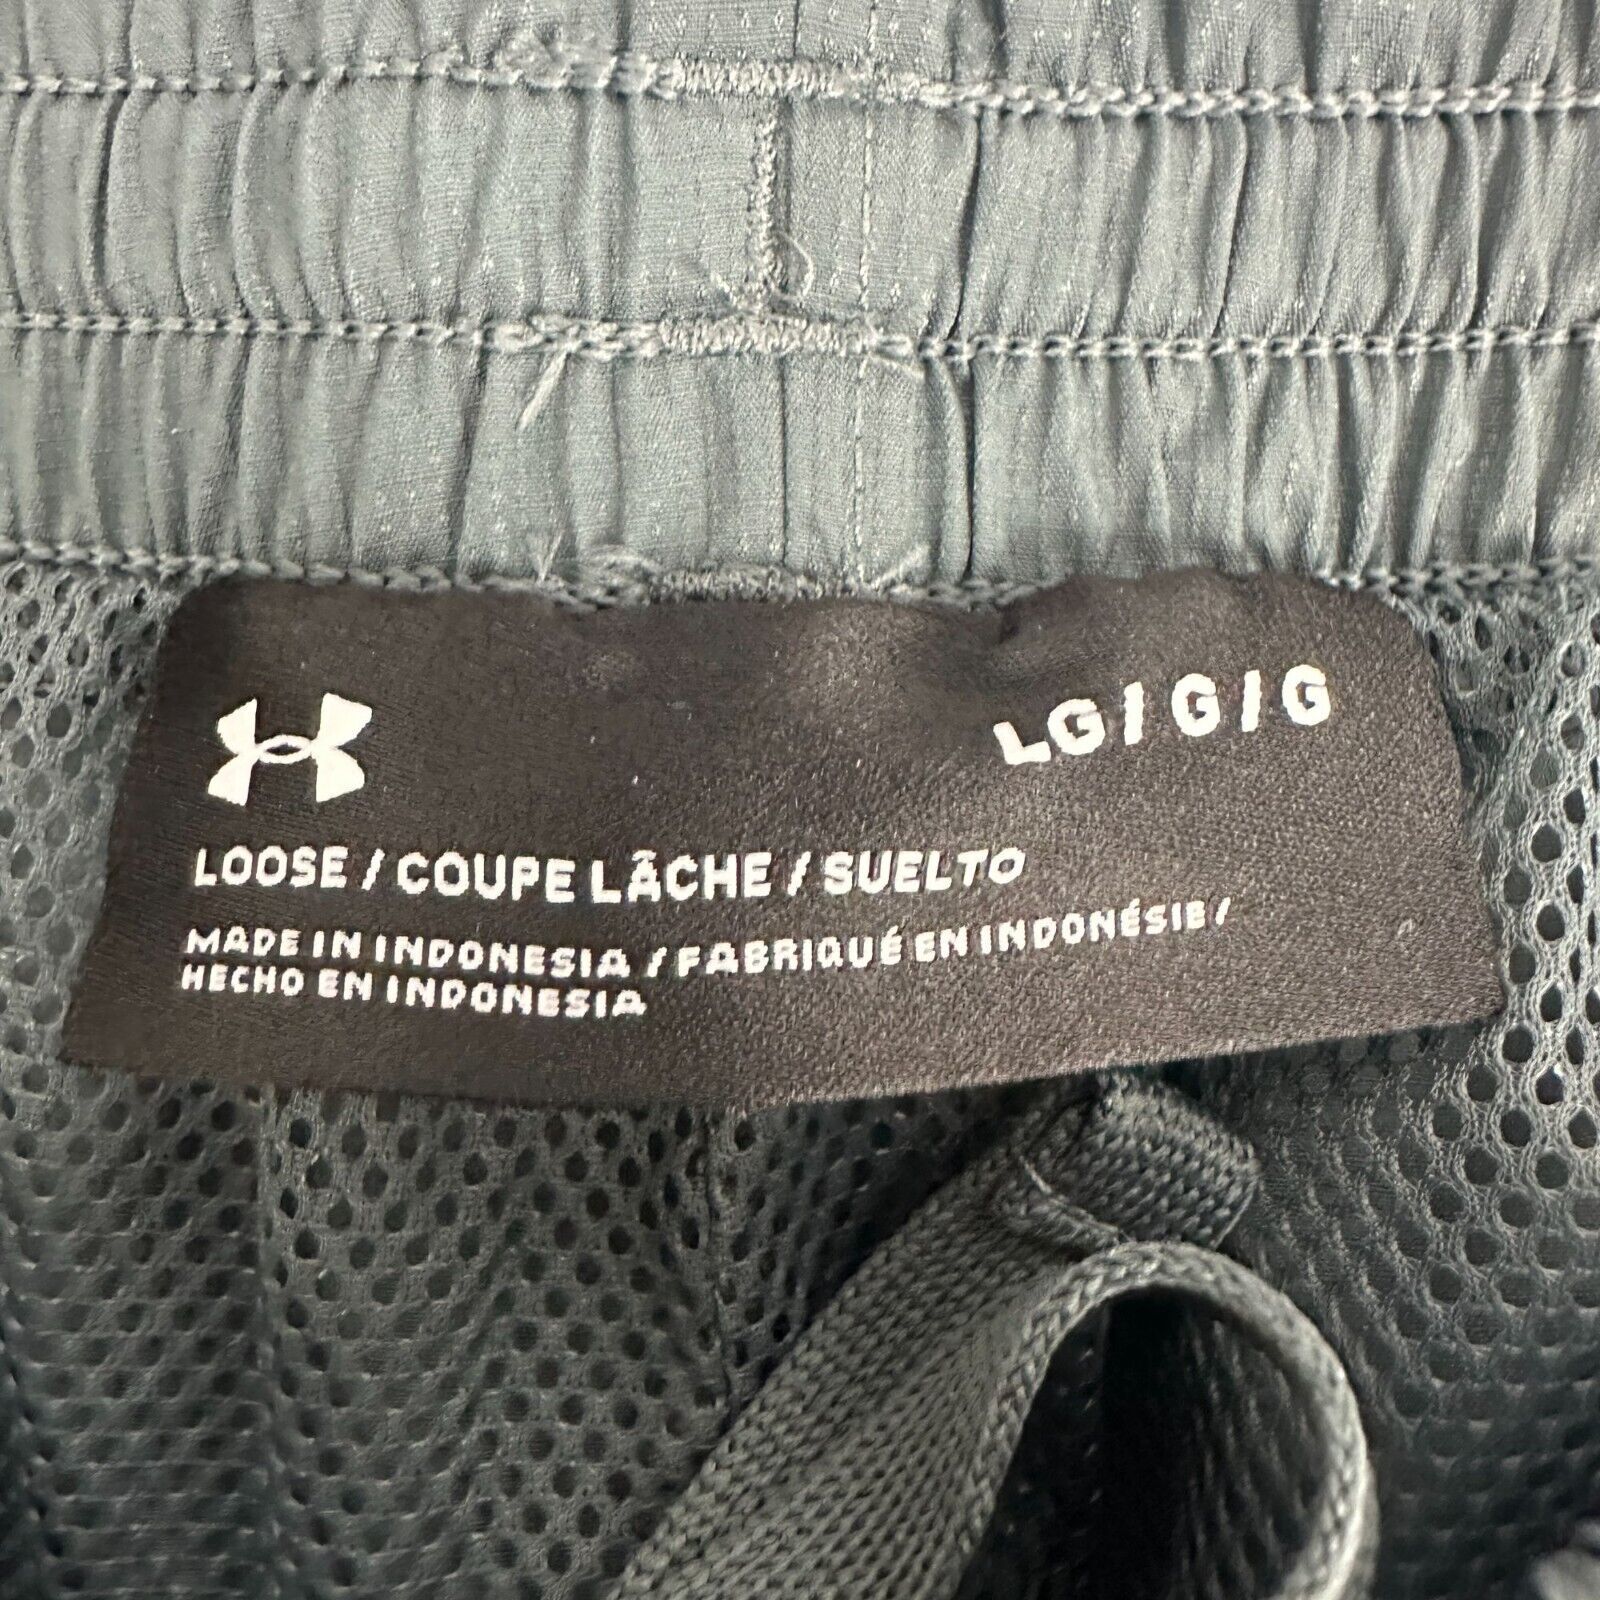 LG / G / G
LOOSE / COUPE LÂCHE / SUELTO
MADE IN INDONESIA / FABRIQUÉ EN INDONÉSIE /
HECHO EN INDONESIA